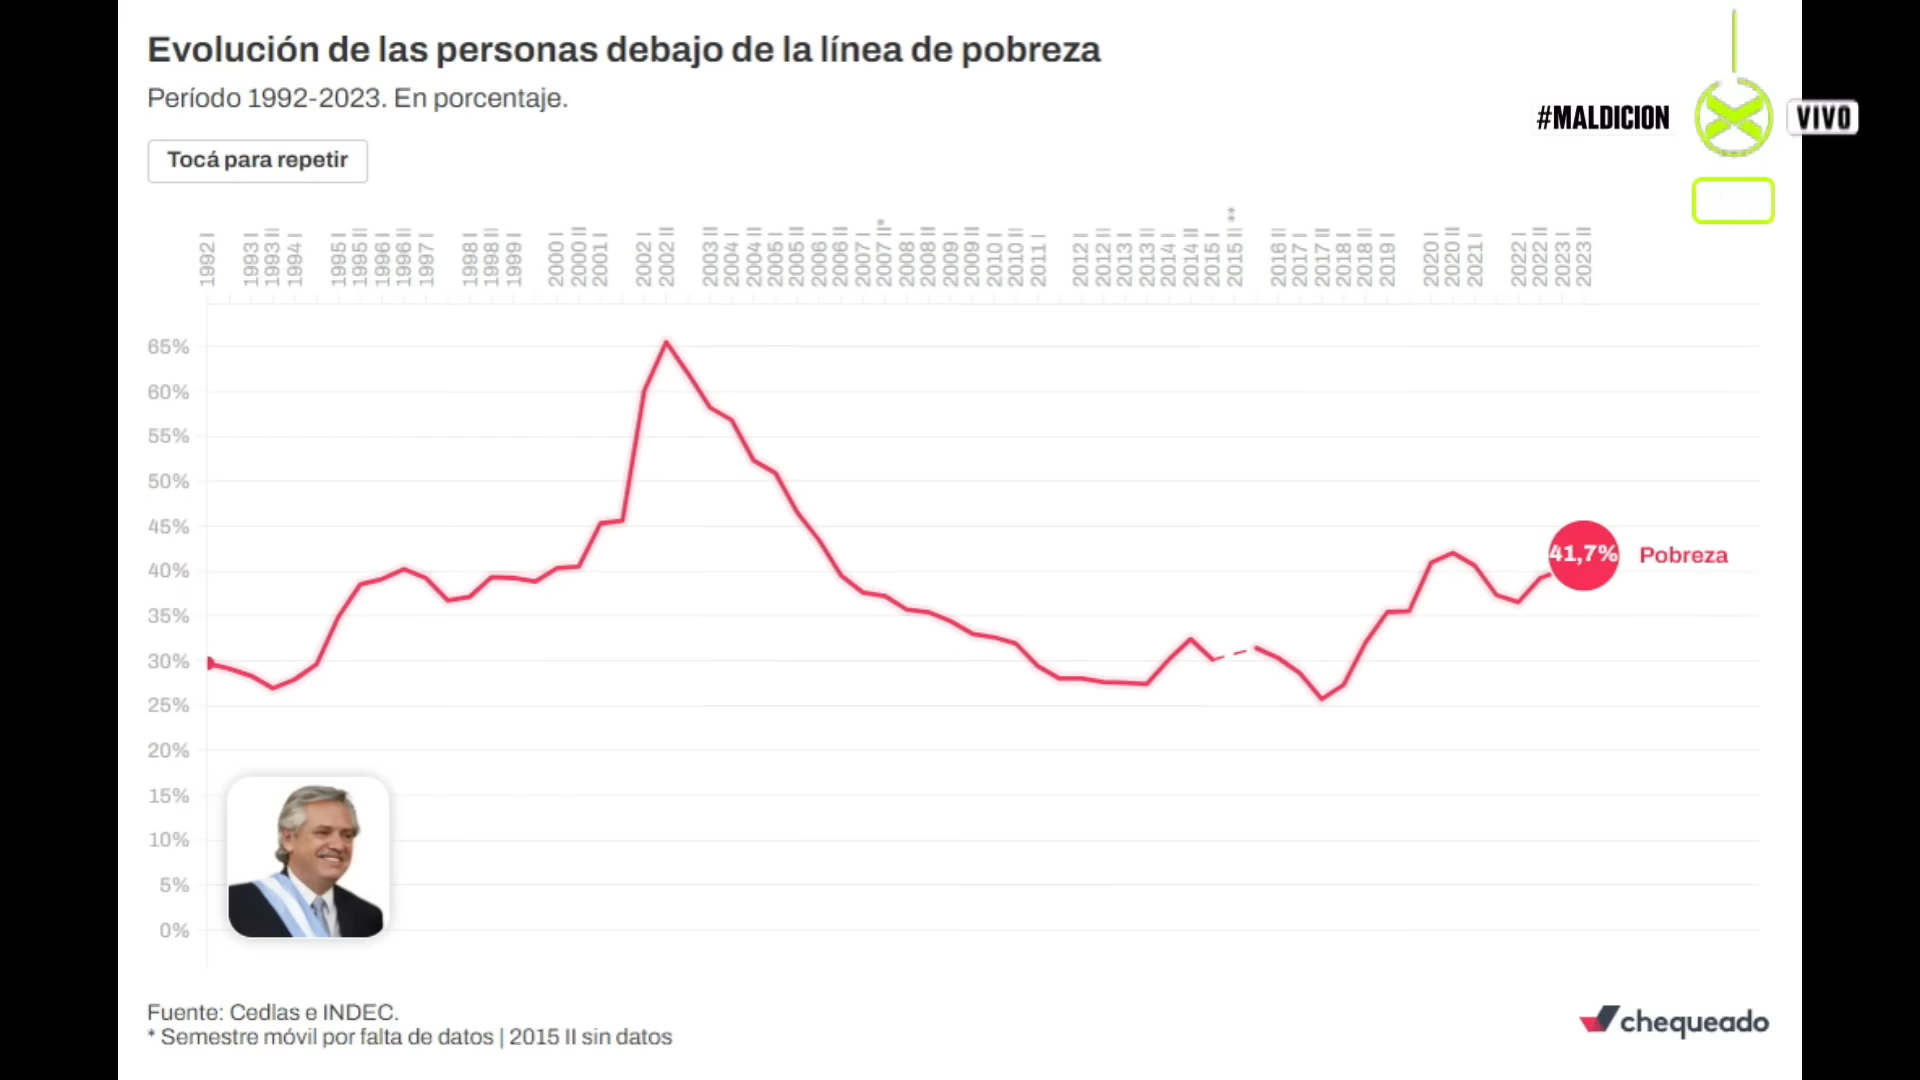 Evolución de las personas debajo de la línea de pobreza
Período 1992-2023. En porcentaje.
#MALDICION
VIVO
Tocá para repetir
1992 I
1993 I
1993 II
1994 I
1995 I
1995 II
1996 I
1996 II
1997 I
1998 I
1998 II
1999 I
2000 I
2000 II
2001 I
2002 I
2002 II
2003 II
2004 I
2004 II
2005 I
2005 II
2006 I
2006 II
2007 I
2007 II*
2008 I
2008 II
2009 I
2009 II
2010 I
2010 II
2011 I
2012 I
2012 II
2013 I
2013 II
2014 I
2014 II
2015 I
2015 II **
2016 II
2017 I
2017 II
2018 I
2018 II
2019 I
2020 I
2020 II
2021 I
2022 I
2022 II
2023 I
2023 II
65%
60%
55%
50%
45%
40%
35%
30%
25%
20%
15%
10%
5%
0%
41,7%
Pobreza
Fuente: Cedlas e INDEC.
* Semestre móvil por falta de datos | 2015 II sin datos
chequeado